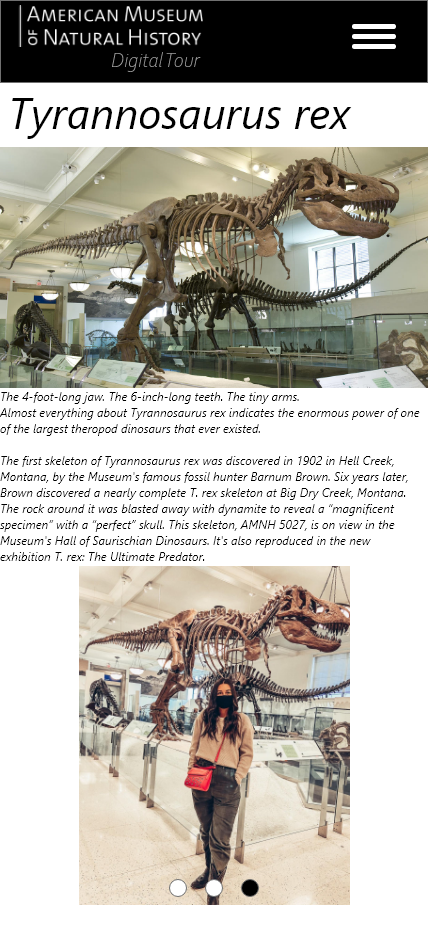 AMERICAN MUSEUM
OF NATURAL HISTORY
Digital Tour
Tyrannosaurus rex
The 4-foot-long jaw. The 6-inch-long teeth. The tiny arms.
Almost everything about Tyrannosaurus rex indicates the enormous power of one
of the largest theropod dinosaurs that ever existed.
The first skeleton of Tyrannosaurus rex was discovered in 1902 in Hell Creek,
Montana, by the Museum's famous fossil hunter Barnum Brown. Six years later,
Brown discovered a nearly complete T. rex skeleton at Big Dry Creek, Montana.
The rock around it was blasted away with dynamite to reveal a “magnificent
specimen” with a “perfect” skull. This skeleton, AMNH 5027, is on view in the
Museum's Hall of Saurischian Dinosaurs. It's also reproduced in the new
exhibition T. rex: The Ultimate Predator.